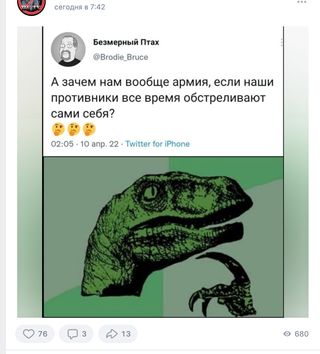 сегодня в 7:42
Безмерный Птах
@Brodie_Bruce
А зачем нам вообще армия, если наши
противники все время обстреливают
сами себя?
🤔🤔🤔
02:05 · 10 апр. 22 · Twitter for iPhone
76 3 13 680